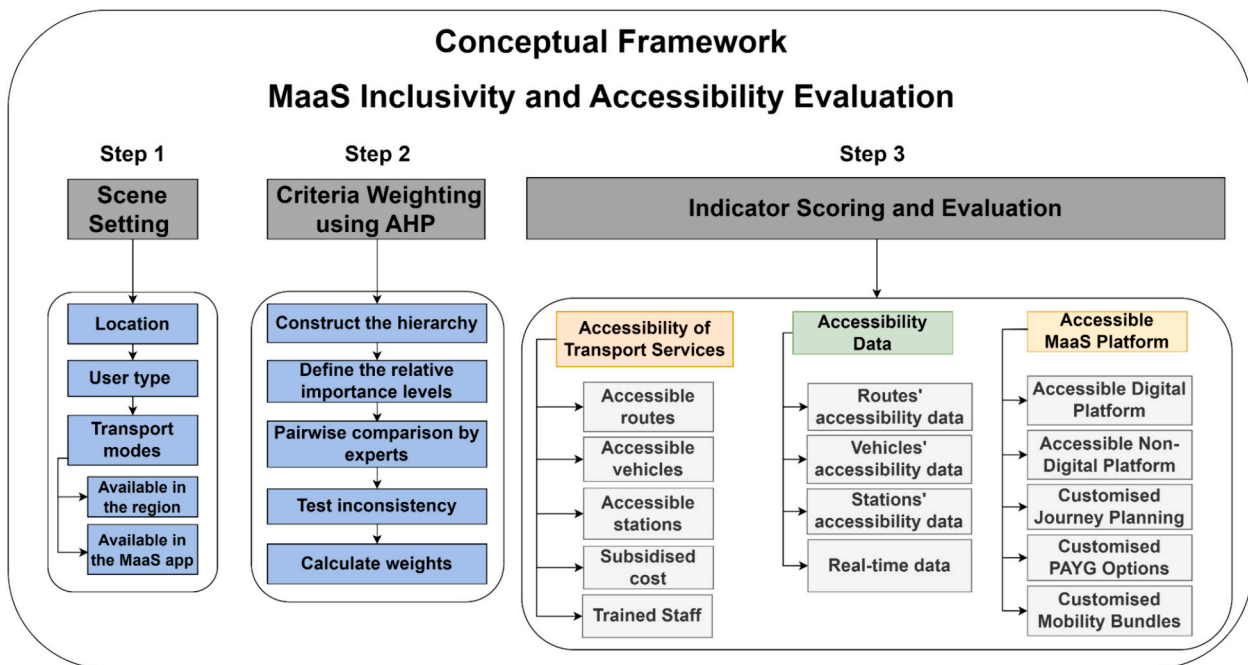 Conceptual Framework
MaaS Inclusivity and Accessibility Evaluation
Step 1
Scene
Setting
Location
User type
Transport
modes
Available in
the region
Available in
the MaaS app
Step 2
Criteria Weighting
using AHP
Construct the hierarchy
Define the relative
importance levels
Pairwise comparison by
experts
Test inconsistency
Calculate weights
Step 3
Indicator Scoring and Evaluation
Accessibility of
Transport Services
Accessible
routes
Accessible
vehicles
Accessible
stations
Subsidised
cost
Trained Staff
Accessibility
Data
Routes'
accessibility data
Vehicles'
accessibility data
Stations'
accessibility data
Real-time data
Accessible
MaaS Platform
Accessible Digital
Platform
Accessible Non-
Digital Platform
Customised
Journey Planning
Customised
PAYG Options
Customised
Mobility Bundles